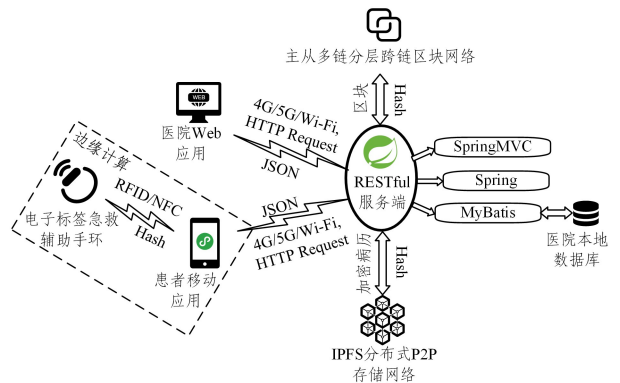 主从多链分层跨链区块网络
区块
Hash
WEB
医院Web
应用
4G/5G/Wi-Fi,
HTTP Request
JSON
边缘计算
RFID/NFC
Hash
电子标签急救
辅助手环
患者移动
应用
JSON
4G/5G/Wi-Fi,
HTTP Request
RESTful
服务端
SpringMVC
Spring
MyBatis
医院本地
数据库
加密病历
Hash
IPFS分布式P2P
存储网络